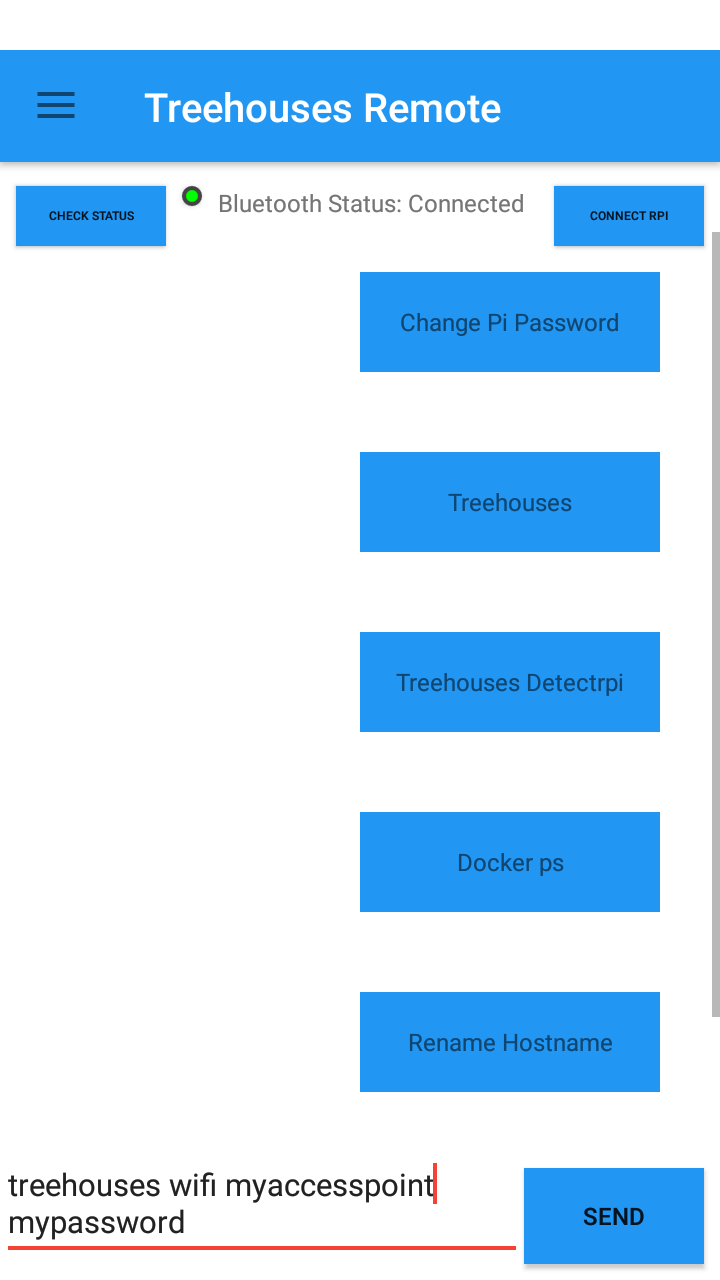 Treehouses Remote
CHECK STATUS
Bluetooth Status: Connected
CONNECT RPI
Change Pi Password
Treehouses
Treehouses Detectrpi
Docker ps
Rename Hostname
treehouses wifi myaccesspoint
mypassword
SEND